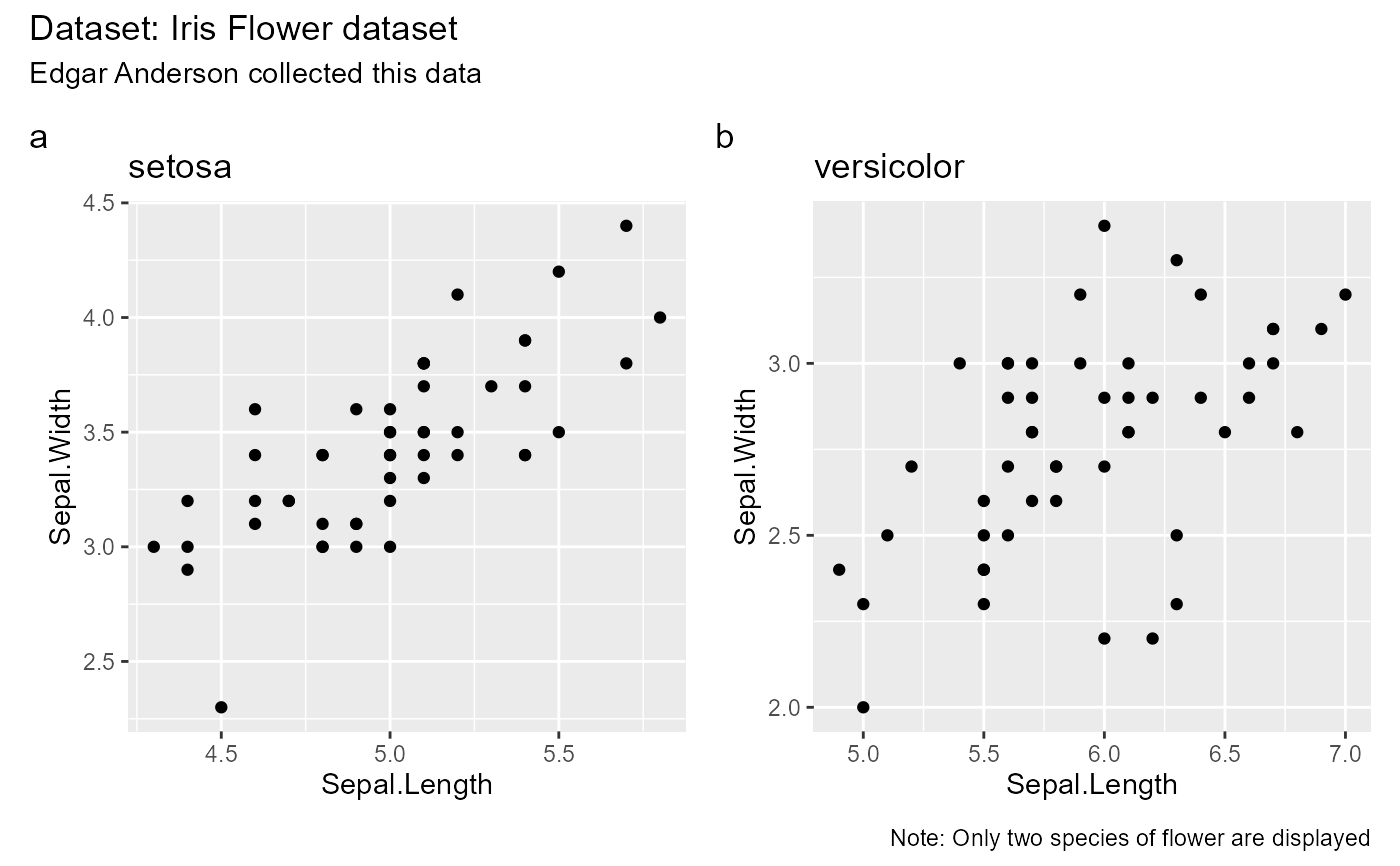 Dataset: Iris Flower dataset
Edgar Anderson collected this data
a
setosa
4.5
4.0
3.5
3.0
2.5
Sepal.Width
4.5 5.0 5.5
Sepal.Length
b
versicolor
3.0
2.5
2.0
Sepal.Width
5.0 5.5 6.0 6.5 7.0
Sepal.Length
Note: Only two species of flower are displayed